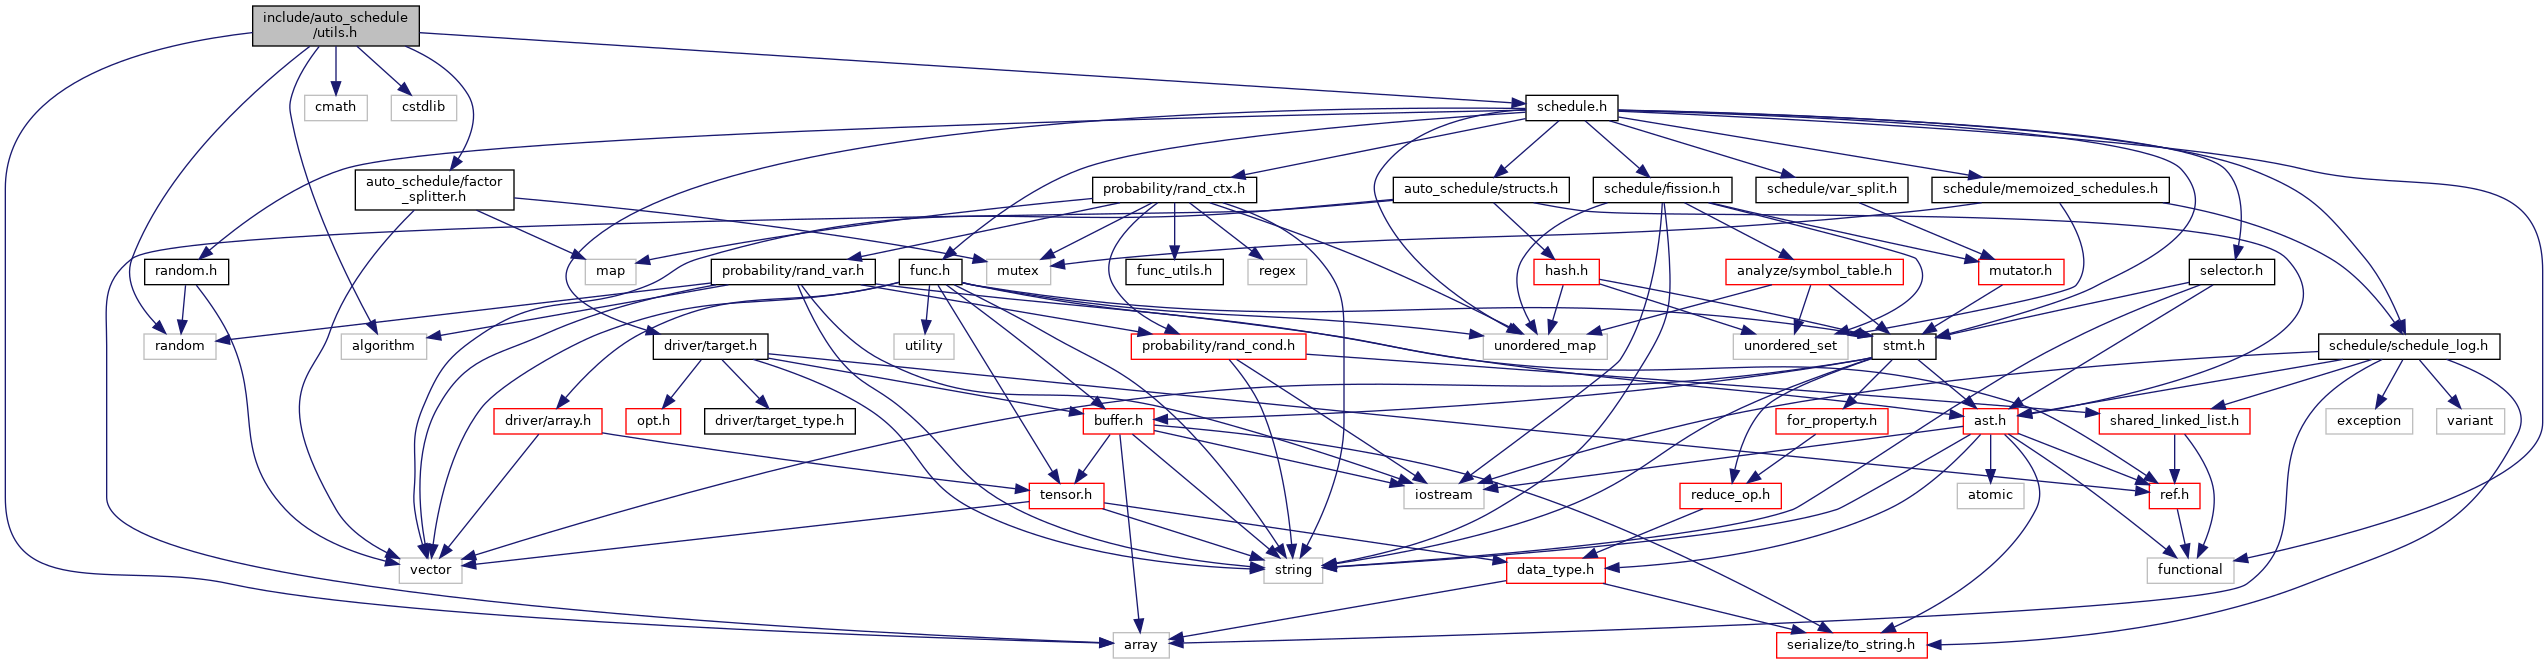 include/auto_schedule
/utils.h
cmath
cstdlib
schedule.h
auto_schedule/factor
_splitter.h
probability/rand_ctx.h
auto_schedule/structs.h
schedule/fission.h
schedule/var_split.h
schedule/memoized_schedules.h
random.h
map
probability/rand_var.h
func.h
mutex
func_utils.h
regex
hash.h
analyze/symbol_table.h
mutator.h
selector.h
random
algorithm
driver/target.h
utility
probability/rand_cond.h
unordered_map
unordered_set
stmt.h
schedule/schedule_log.h
driver/array.h
opt.h
driver/target_type.h
buffer.h
for_property.h
ast.h
shared_linked_list.h
exception
variant
tensor.h
iostream
reduce_op.h
atomic
ref.h
vector
string
data_type.h
functional
array
serialize/to_string.h